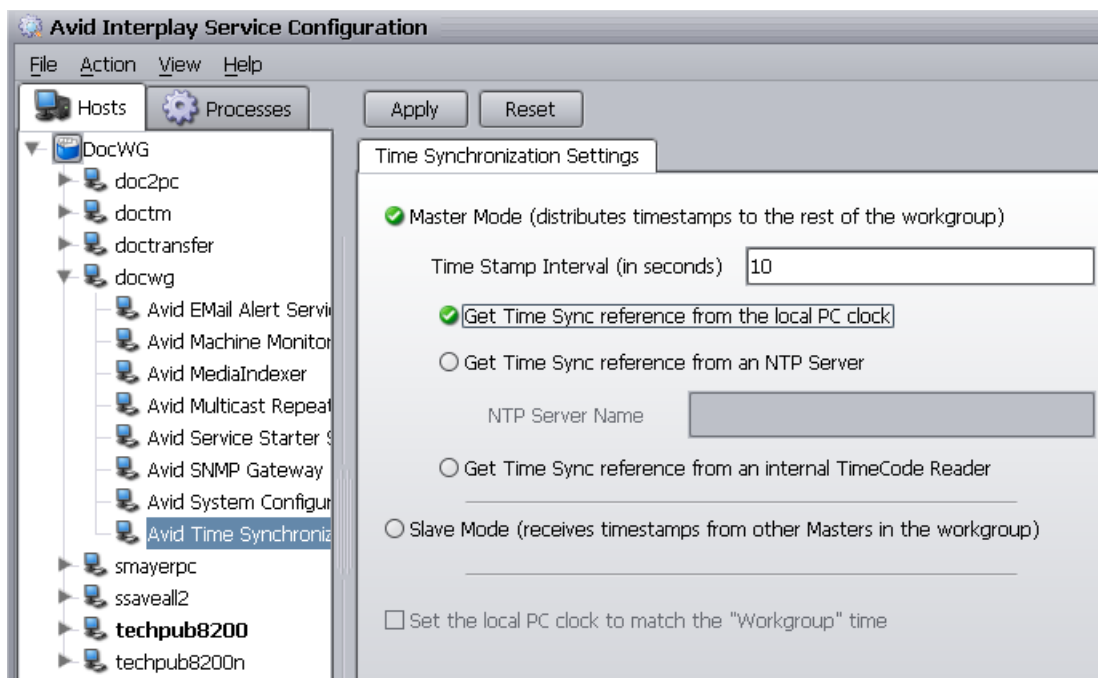 Avid Interplay Service Configuration
File Action View Help
Hosts Processes
DocWG
doc2pc
doctm
doctransfer
docwg
Avid EMail Alert Servi
Avid Machine Monitor
Avid MediaIndexer
Avid Multicast Repeat
Avid Service Starter S
Avid SNMP Gateway
Avid System Configur
Avid Time Synchroniz
smayerpc
ssaveall2
techpub8200
techpub8200n
Apply Reset
Time Synchronization Settings
Master Mode (distributes timestamps to the rest of the workgroup)
Time Stamp Interval (in seconds) 10
Get Time Sync reference from the local PC clock
Get Time Sync reference from an NTP Server
NTP Server Name
Get Time Sync reference from an internal TimeCode Reader
Slave Mode (receives timestamps from other Masters in the workgroup)
Set the local PC clock to match the "Workgroup" time